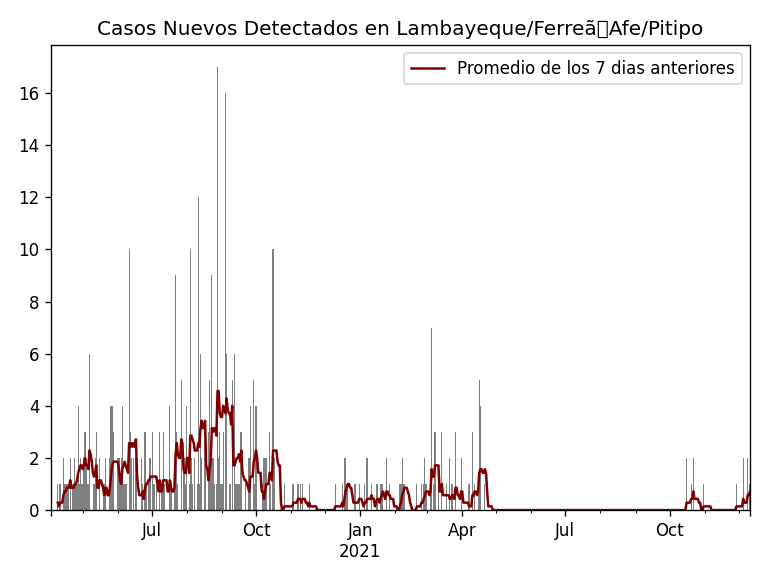 Casos Nuevos Detectados en Lambayeque/Ferreã□Afe/Pitipo
Promedio de los 7 dias anteriores
16
14
12
10
8
6
4
2
0
Jul
Oct
Jan
2021
Apr
Jul
Oct